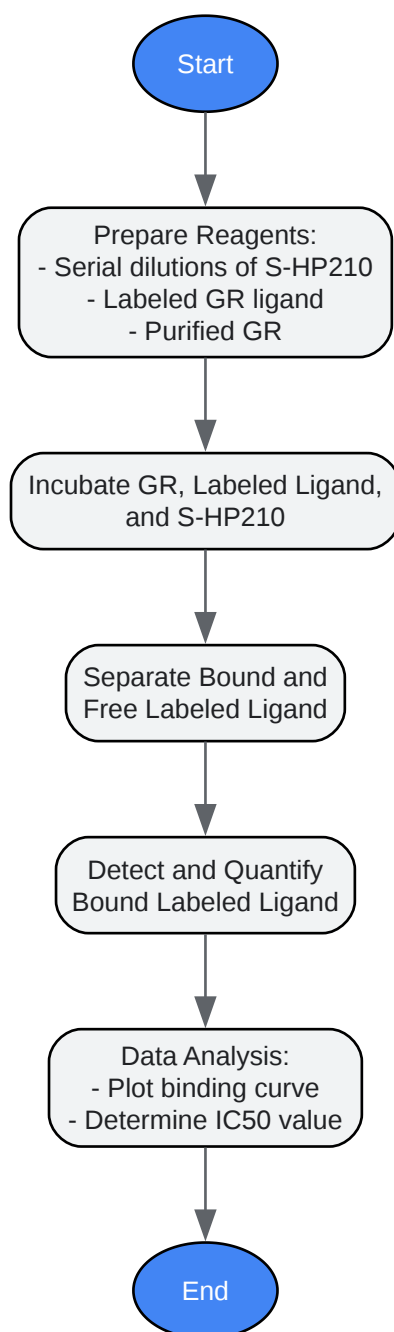 Start
Prepare Reagents:
- Serial dilutions of S-HP210
- Labeled GR ligand
- Purified GR
Incubate GR, Labeled Ligand,
and S-HP210
Separate Bound and
Free Labeled Ligand
Detect and Quantify
Bound Labeled Ligand
Data Analysis:
- Plot binding curve
- Determine IC50 value
End